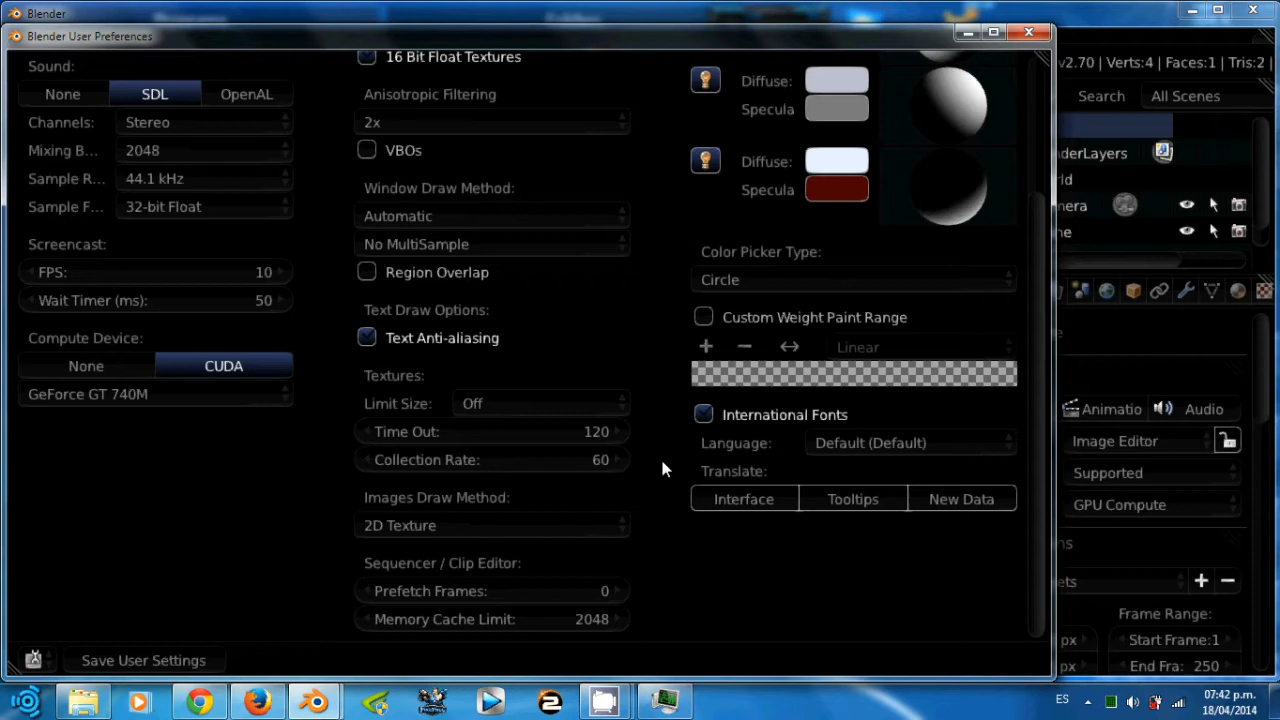 Blender
Blender User Preferences
Sound:
None SDL OpenAL
Channels: Stereo
Mixing B... 2048
Sample R... 44.1 kHz
Sample F... 32-bit Float
Screencast:
FPS: 10
Wait Timer (ms): 50
Compute Device:
None CUDA
GeForce GT 740M
16 Bit Float Textures
Anisotropic Filtering
2x
VBOs
Window Draw Method:
Automatic
No MultiSample
Region Overlap
Text Draw Options:
Text Anti-aliasing
Textures:
Limit Size: Off
Time Out: 120
Collection Rate: 60
Images Draw Method:
2D Texture
Sequencer / Clip Editor:
Prefetch Frames: 0
Memory Cache Limit: 2048
Diffuse:
Specula
Diffuse:
Specula
Color Picker Type:
Circle
Custom Weight Paint Range
Linear
International Fonts
Language: Default (Default)
Translate:
Interface Tooltips New Data
Save User Settings
v2.70 | Verts:4 | Faces:1 | Tris:2
Search All Scenes
nderLayers
ld
mera
ne
e
Animatio Audio
Image Editor
Supported
GPU Compute
ns
ets
Frame Range:
px Start Frame:1
px End Fra: 250
ES 07:42 p.m.
18/04/2014